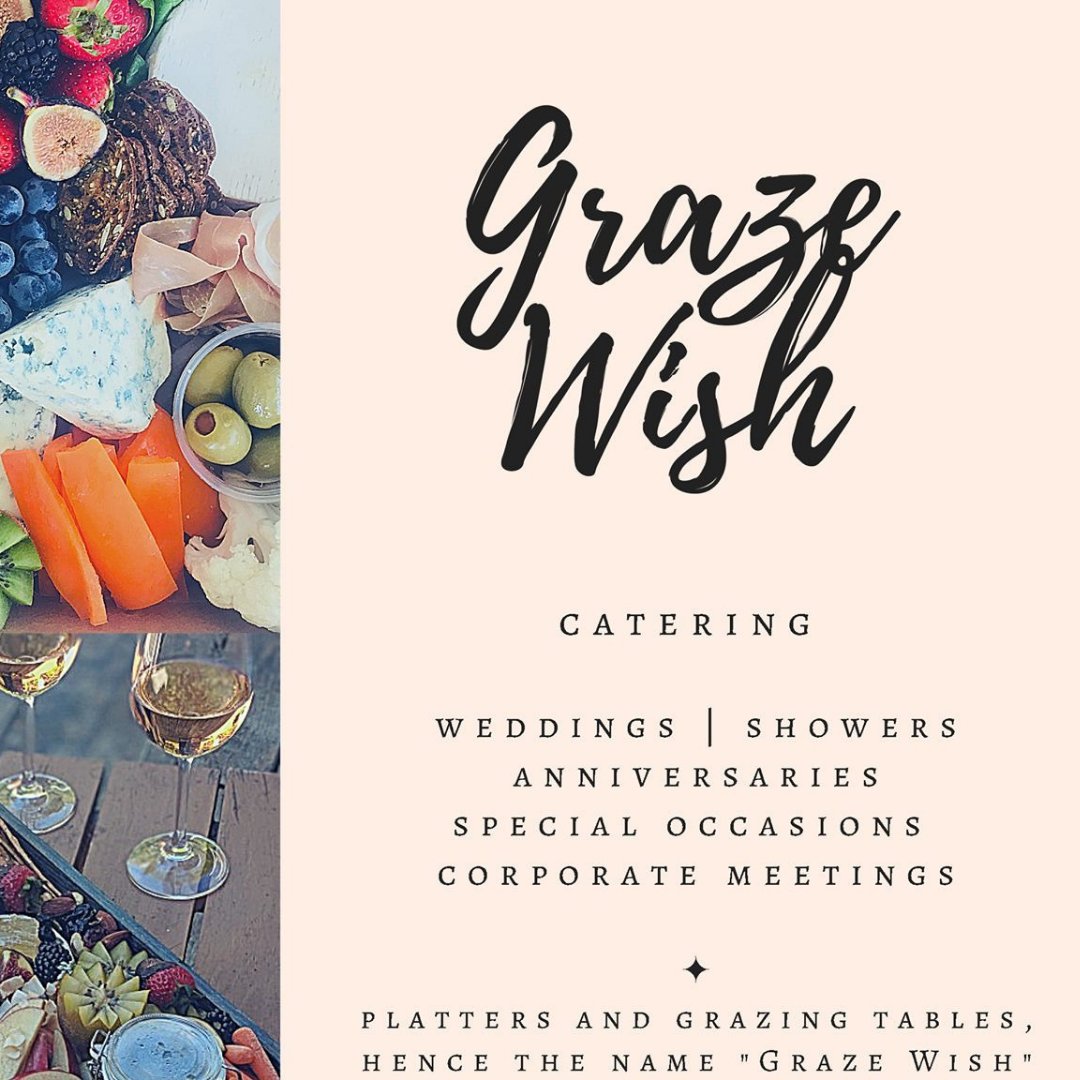 Graze
Wish
CATERING
WEDDINGS | SHOWERS
ANNIVERSARIES
SPECIAL OCCASIONS
CORPORATE MEETINGS
PLATTERS AND GRAZING TABLES,
HENCE THE NAME "GRAZE WISH"